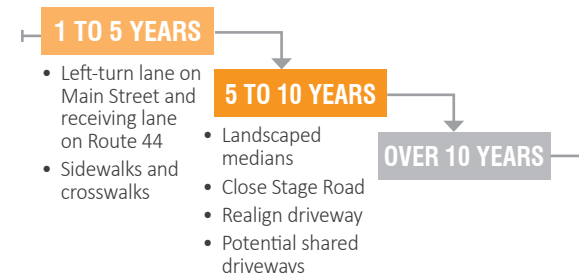 1 TO 5 YEARS
• Left-turn lane on
Main Street and
receiving lane
on Route 44
• Sidewalks and
crosswalks
5 TO 10 YEARS
• Landscaped
medians
• Close Stage Road
• Realign driveway
• Potential shared
driveways
OVER 10 YEARS